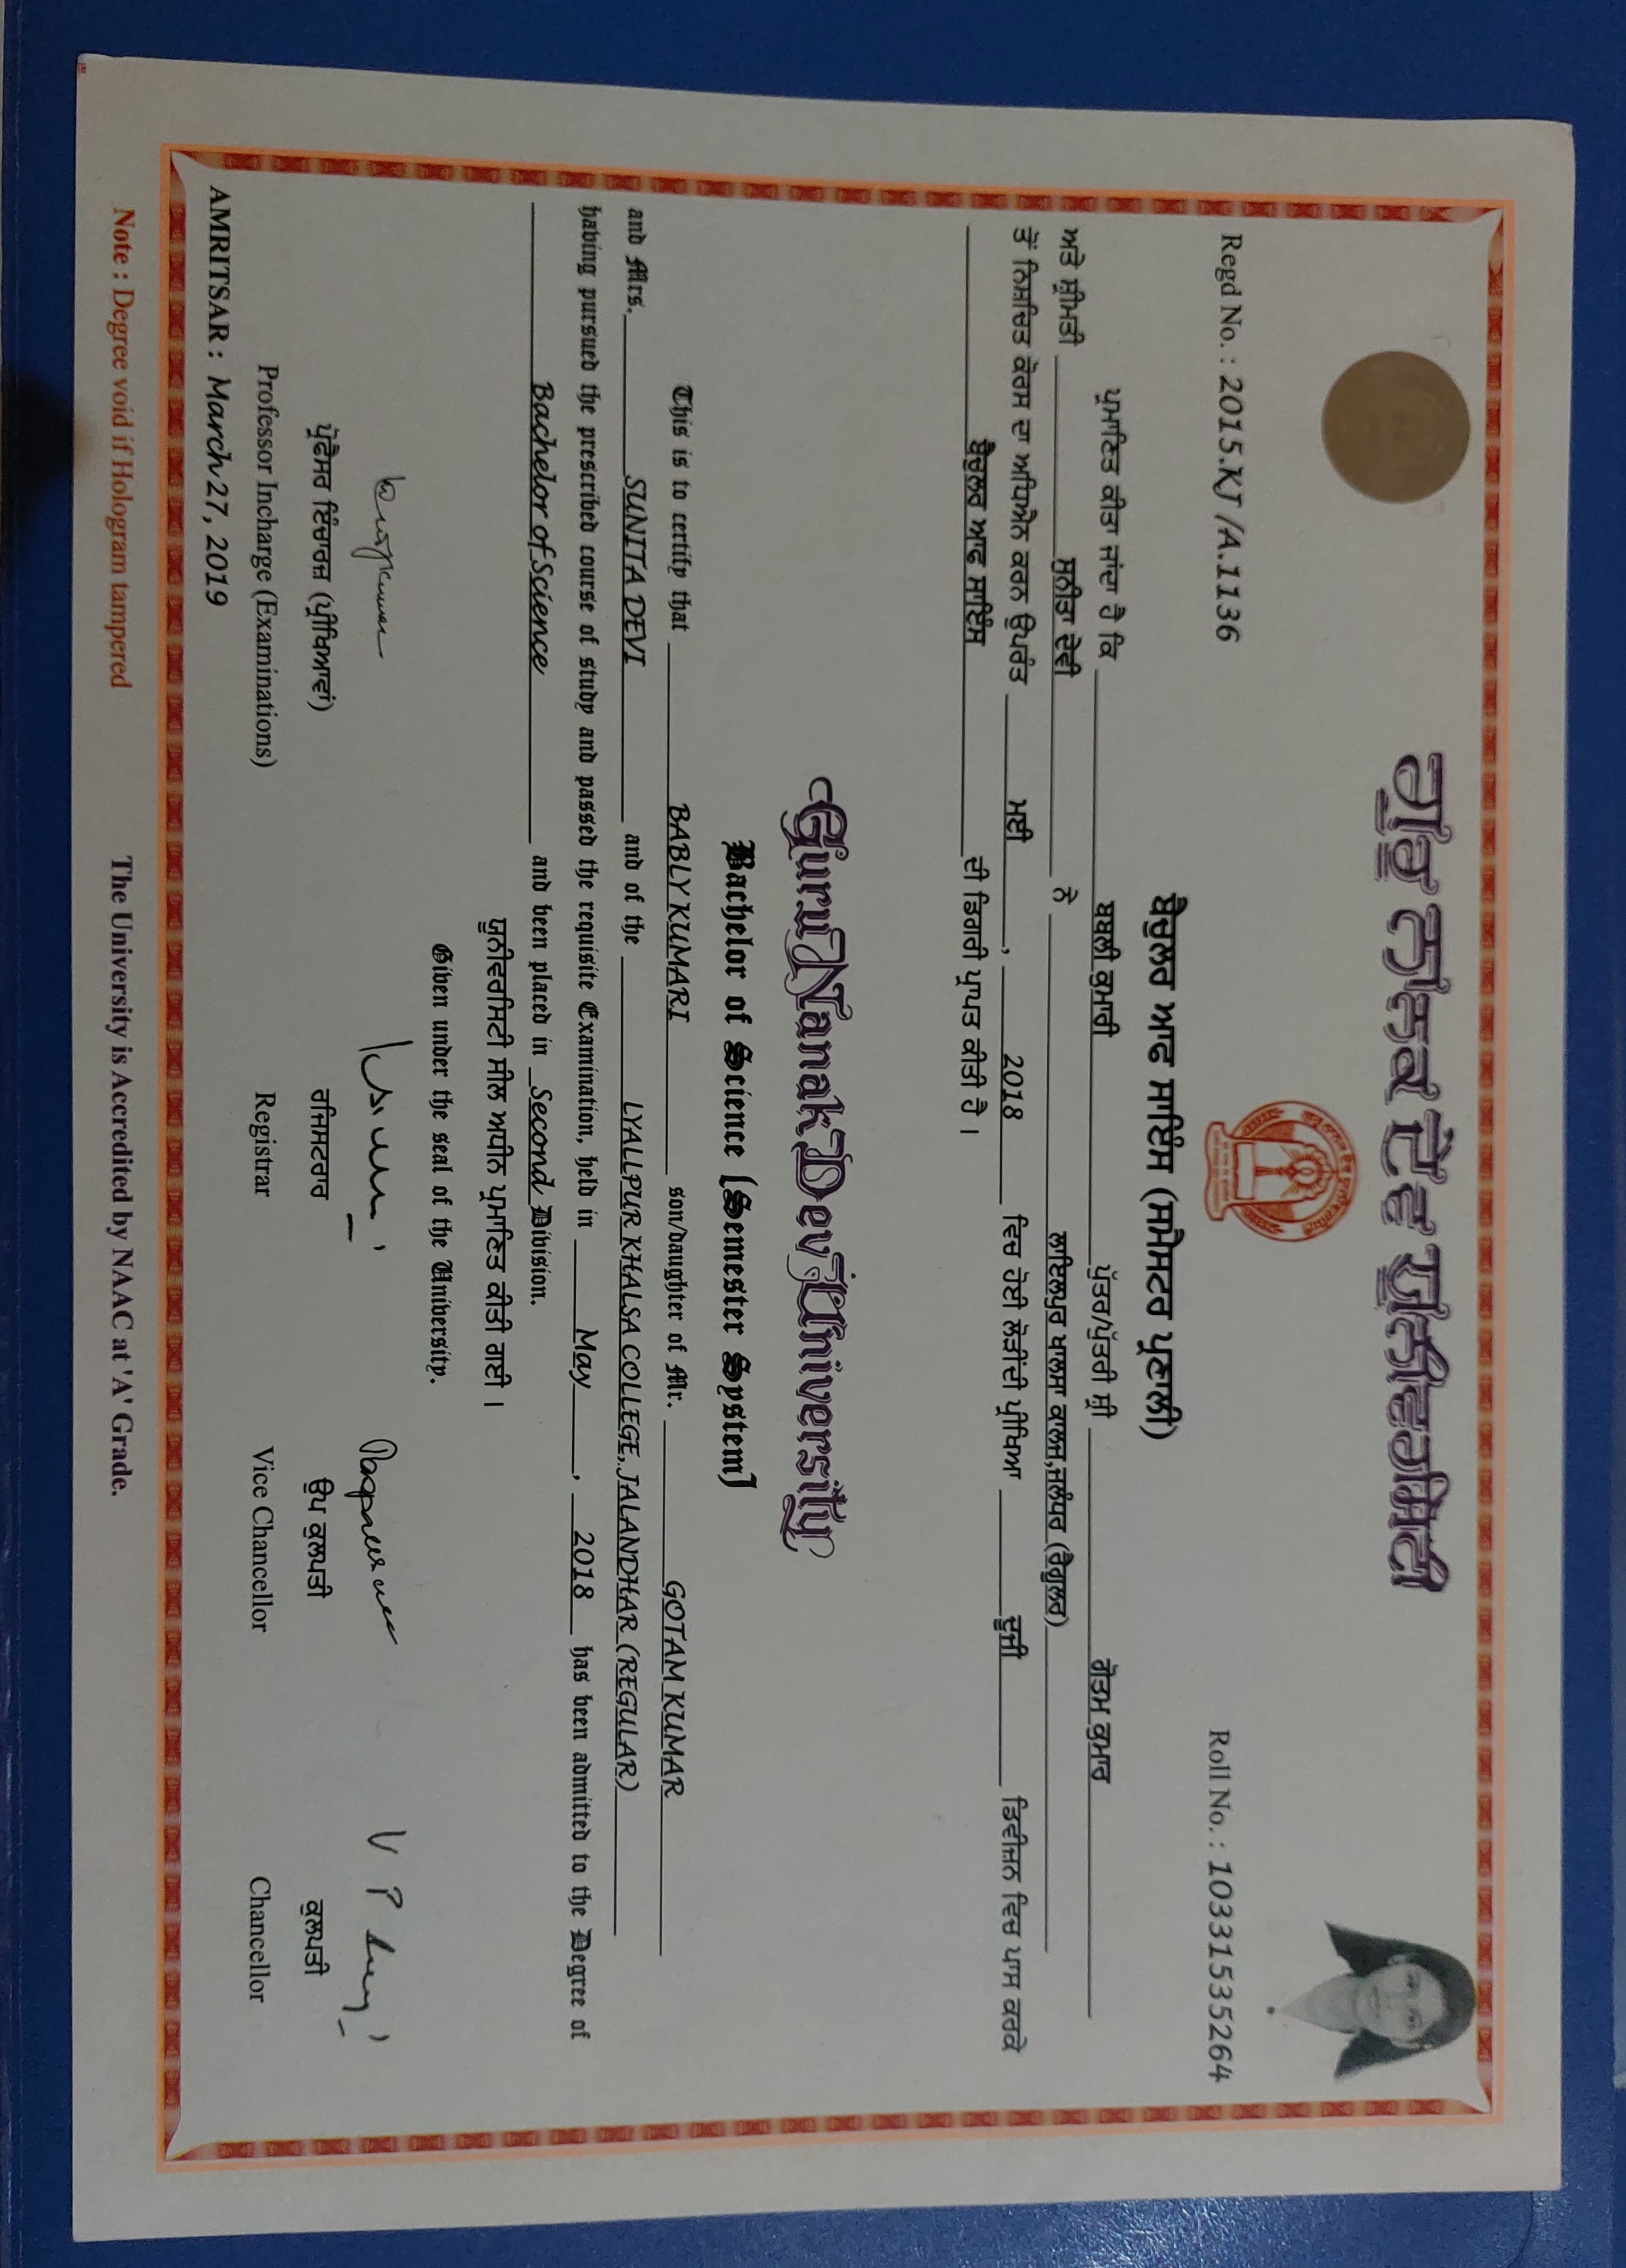 ਗੁਰੂ ਨਾਨਕ ਦੇਵ ਯੂਨੀਵਰਸਿਟੀ
Regd No. : 2015.KJ /A.1136
Roll No. : 10331535264
ਬੈਚੁਲਰ ਆਫ ਸਾਇੰਸ (ਸਮੈਸਟਰ ਪ੍ਰਣਾਲੀ)
ਪ੍ਰਮਾਣਿਤ ਕੀਤਾ ਜਾਂਦਾ ਹੈ ਕਿ ਬਬਲੀ ਕੁਮਾਰੀ ਪੁੱਤਰ/ਪੁੱਤਰੀ ਸ਼੍ਰੀ ਗੋਤਮ ਕੁਮਾਰ
ਅਤੇ ਸ਼੍ਰੀਮਤੀ ਸੁਨੀਤਾ ਦੇਵੀ ਨੇ ਲਾਇਲਪੁਰ ਖਾਲਸਾ ਕਾਲਜ,ਜਲੰਧਰ (ਰੈਗੂਲਰ)
ਤੋਂ ਨਿਸ਼ਚਿਤ ਕੋਰਸ ਦਾ ਅਧਿਐਨ ਕਰਨ ਉਪਰੰਤ ਮਈ , 2018 ਵਿਚ ਹੋਈ ਲੋੜੀਂਦੀ ਪ੍ਰੀਖਿਆ ਦੂਜੀ ਡਿਵੀਜ਼ਨ ਵਿਚ ਪਾਸ ਕਰਕੇ
ਬੈਚੁਲਰ ਆਫ ਸਾਇੰਸ ਦੀ ਡਿਗਰੀ ਪ੍ਰਾਪਤ ਕੀਤੀ ਹੈ।
Guru Nanak Dev University
Bachelor of Science (Semester System)
This is to certify that BABLY KUMARI son/daughter of Mr. GOTAM KUMAR
and Mrs. SUNITA DEVI and of the LYALLPUR KHALSA COLLEGE, JALANDHAR (REGULAR)
having pursued the prescribed course of study and passed the requisite Examination, held in May , 2018 has been admitted to the Degree of
Bachelor of Science and been placed in Second Division.
ਯੂਨੀਵਰਸਿਟੀ ਸੀਲ ਅਧੀਨ ਪ੍ਰਮਾਣਿਤ ਕੀਤੀ ਗਈ।
Given under the seal of the University.
ਪ੍ਰੋਫੈਸਰ ਇੰਚਾਰਜ (ਪ੍ਰੀਖਿਆਵਾਂ) ਰਜਿਸਟਰਾਰ ਉਪ ਕੁਲਪਤੀ ਕੁਲਪਤੀ
Professor Incharge (Examinations) Registrar Vice Chancellor Chancellor
AMRITSAR : March 27, 2019
Note : Degree void if Hologram tampered The University is Accredited by NAAC at 'A' Grade.